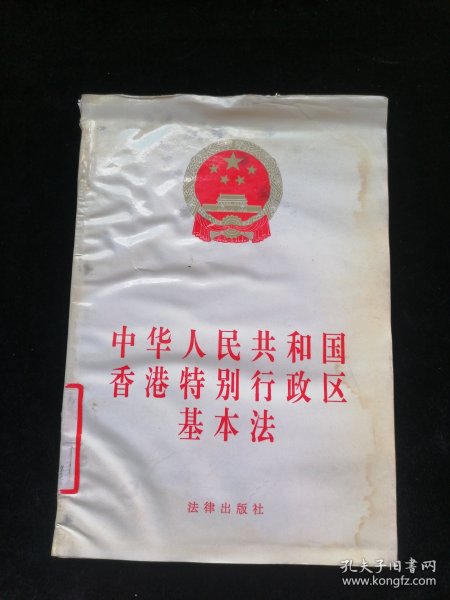 中华人民共和国
香港特别行政区
基本法
法律出版社
孔夫子旧书网
www.kongfz.com